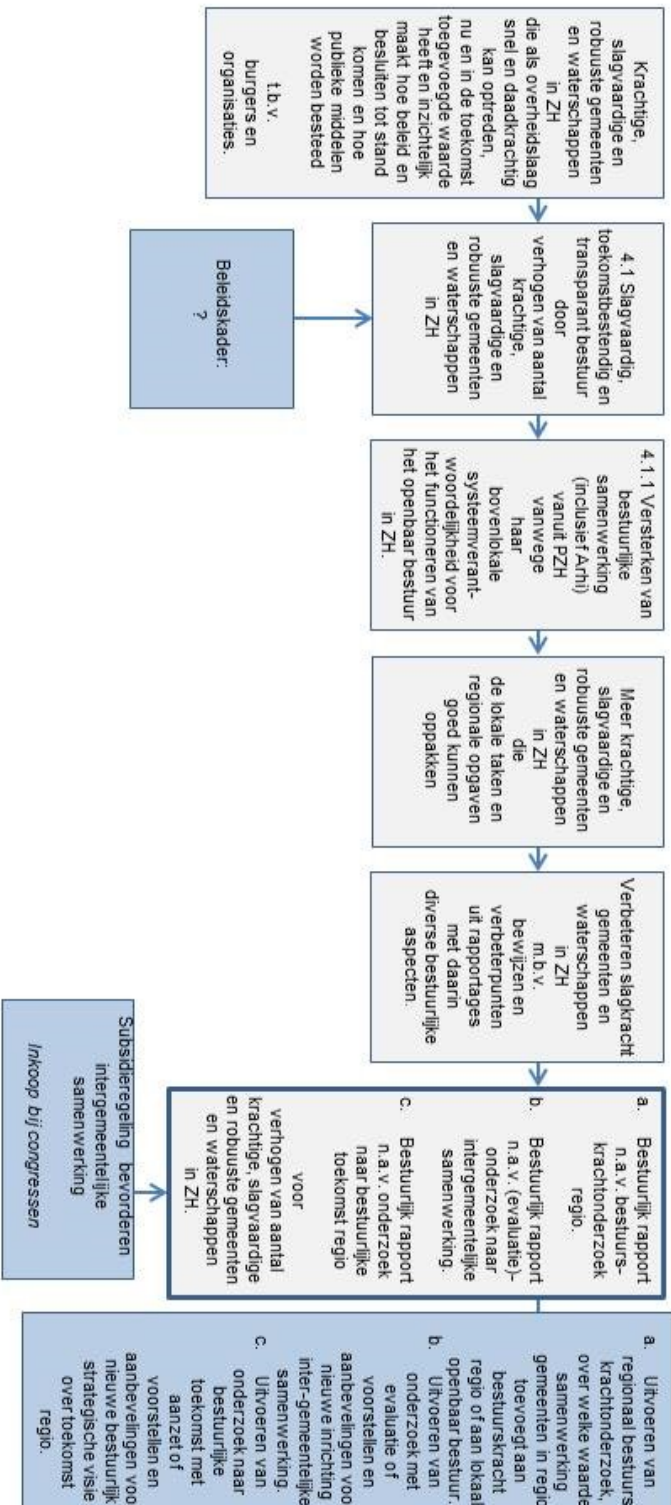 Krachtige,
slagvaardige en
robuuste gemeenten
en waterschappen
in ZH
die als overheidslaag
snel en daadkrachtig
kan optreden,
nu en in de toekomst
toegevoegde waarde
heeft en inzichtelijk
maakt hoe beleid en
besluiten tot stand
komen en hoe
publieke middelen
worden besteed
t.b.v.
burgers en
organisaties.
4.1 Slagvaardig,
toekomstbestendig en
transparant bestuur
door
verhogen van aantal
krachtige,
slagvaardige en
robuuste gemeenten
en waterschappen
in ZH
Beleidskader:
?
4.1.1 Versterken van
bestuurlijke
samenwerking
(inclusief Arhi)
vanuit PZH
vanwege
haar
bovenlokale
systeemverant-
woordelijkheid voor
het functioneren van
het openbaar bestuur
in ZH.
Meer krachtige,
slagvaardige en
robuuste gemeenten
en waterschappen
in ZH
die
de lokale taken en
regionale opgaven
goed kunnen
oppakken
Verbeteren slagkracht
gemeenten en
waterschappen
in ZH
m.b.v.
bewijzen en
verbeterpunten
uit rapportages
met daarin
diverse bestuurlijke
aspecten.
a. Bestuurlijk rapport
n.a.v. bestuurs-
krachtonderzoek
regio.
b. Bestuurlijk rapport
n.a.v. (evaluatie)-
onderzoek naar
intergemeentelijke
samenwerking.
c. Bestuurlijk rapport
n.a.v. onderzoek
naar bestuurlijke
toekomst regio
voor
verhogen van aantal
krachtige, slagvaardige
en robuuste gemeenten
en waterschappen
in ZH.
Subsidieregeling bevorderen
intergemeentelijke
samenwerking
Inkoop bij congressen
a. Uitvoeren van
regionaal bestuurs
krachtonderzoek,
over welke waarde
samenwerking
gemeenten in regio
toevoegt aan
bestuurskracht
regio of aan lokaal
openbaar bestuur.
b. Uitvoeren van
onderzoek met
evaluatie of
voorstellen en
aanbevelingen voo
nieuwe inrichting
inter-gemeentelijke
samenwerking.
c. Uitvoeren van
onderzoek naar
bestuurlijke
toekomst met
aanzet of
voorstellen en
aanbevelingen voo
nieuwe bestuurlijk
strategische visie
over toekomst
regio.